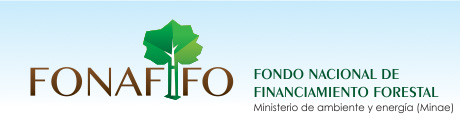 FONAFIFO
FONDO NACIONAL DE
FINANCIAMIENTO FORESTAL
Ministerio de ambiente y energía (Minae)